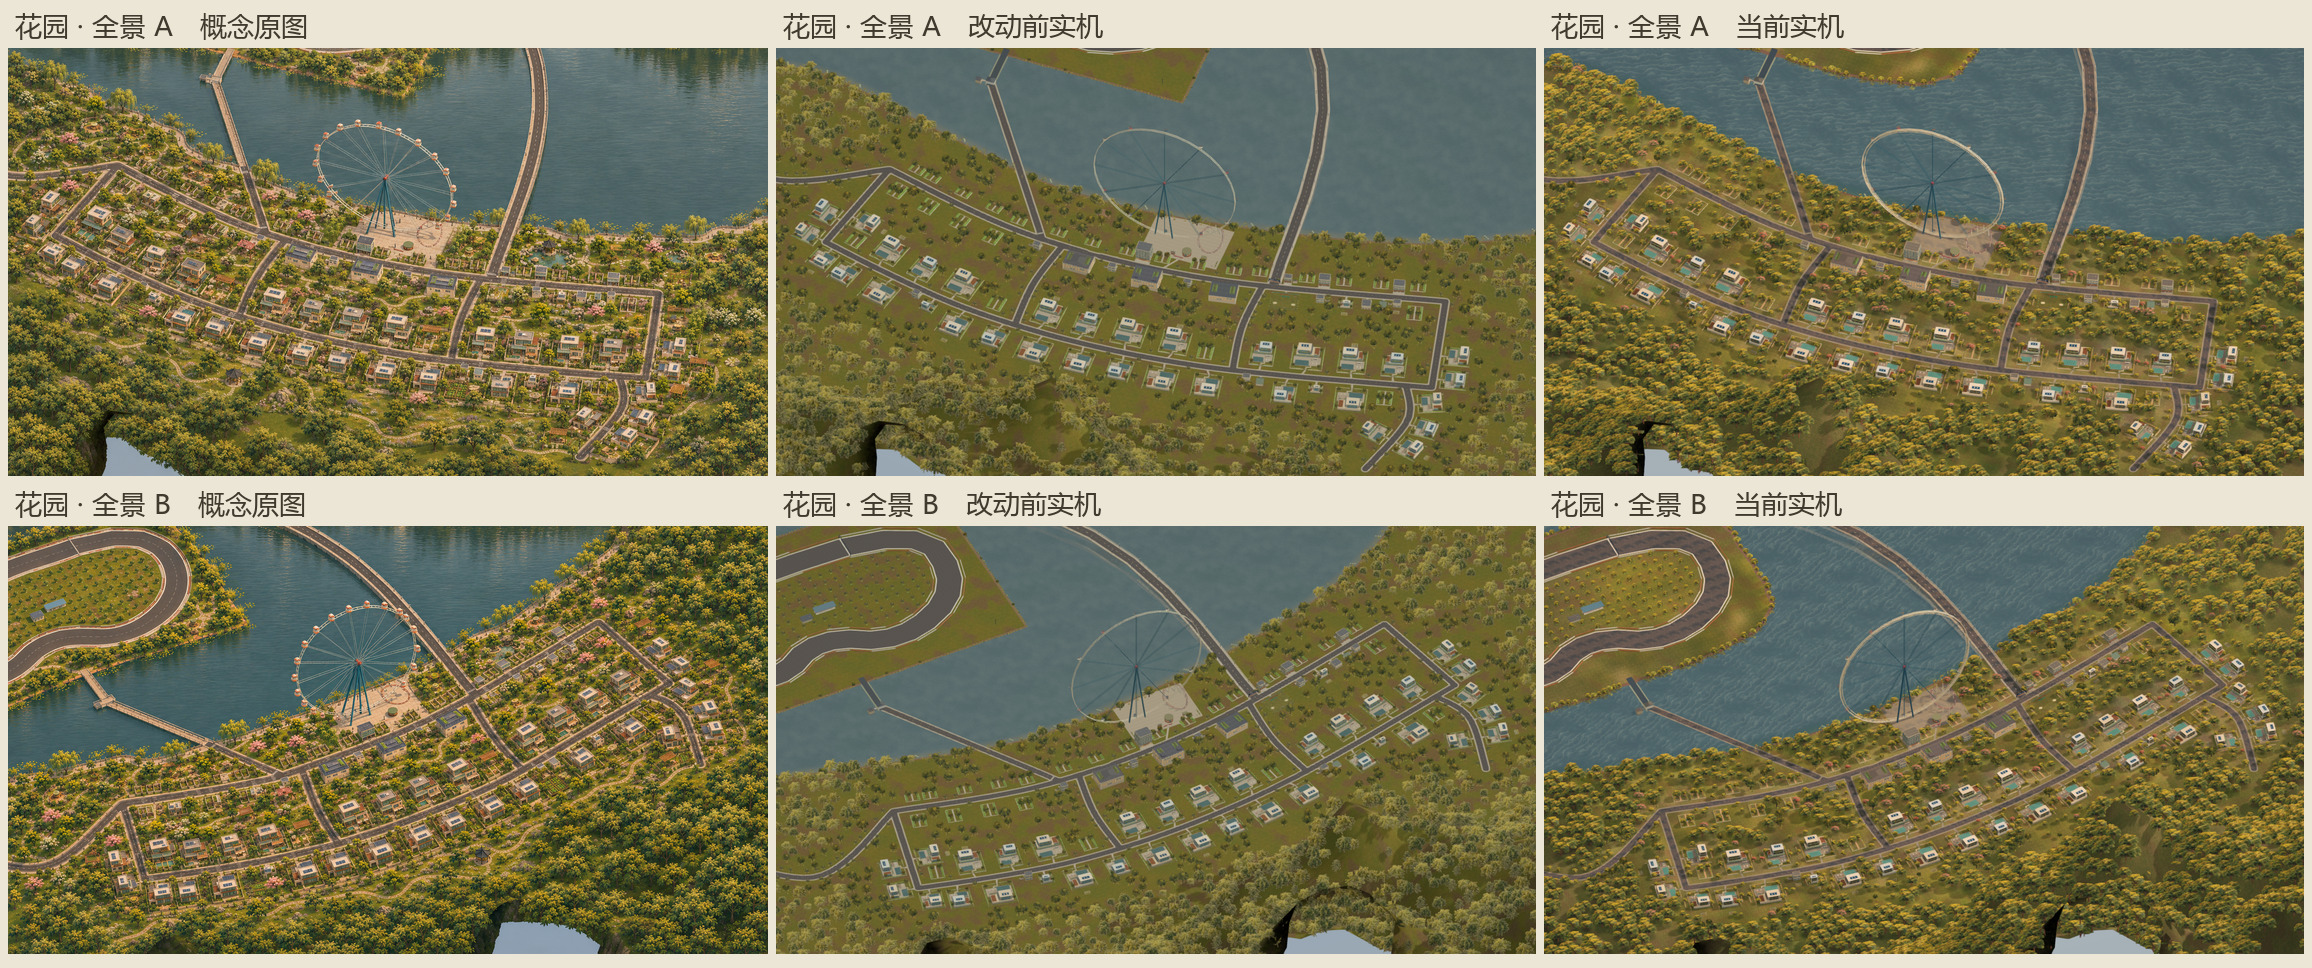 花园 · 全景 A 概念原图
花园 · 全景 A 改动前实机
花园 · 全景 A 当前实机
花园 · 全景 B 概念原图
花园 · 全景 B 改动前实机
花园 · 全景 B 当前实机